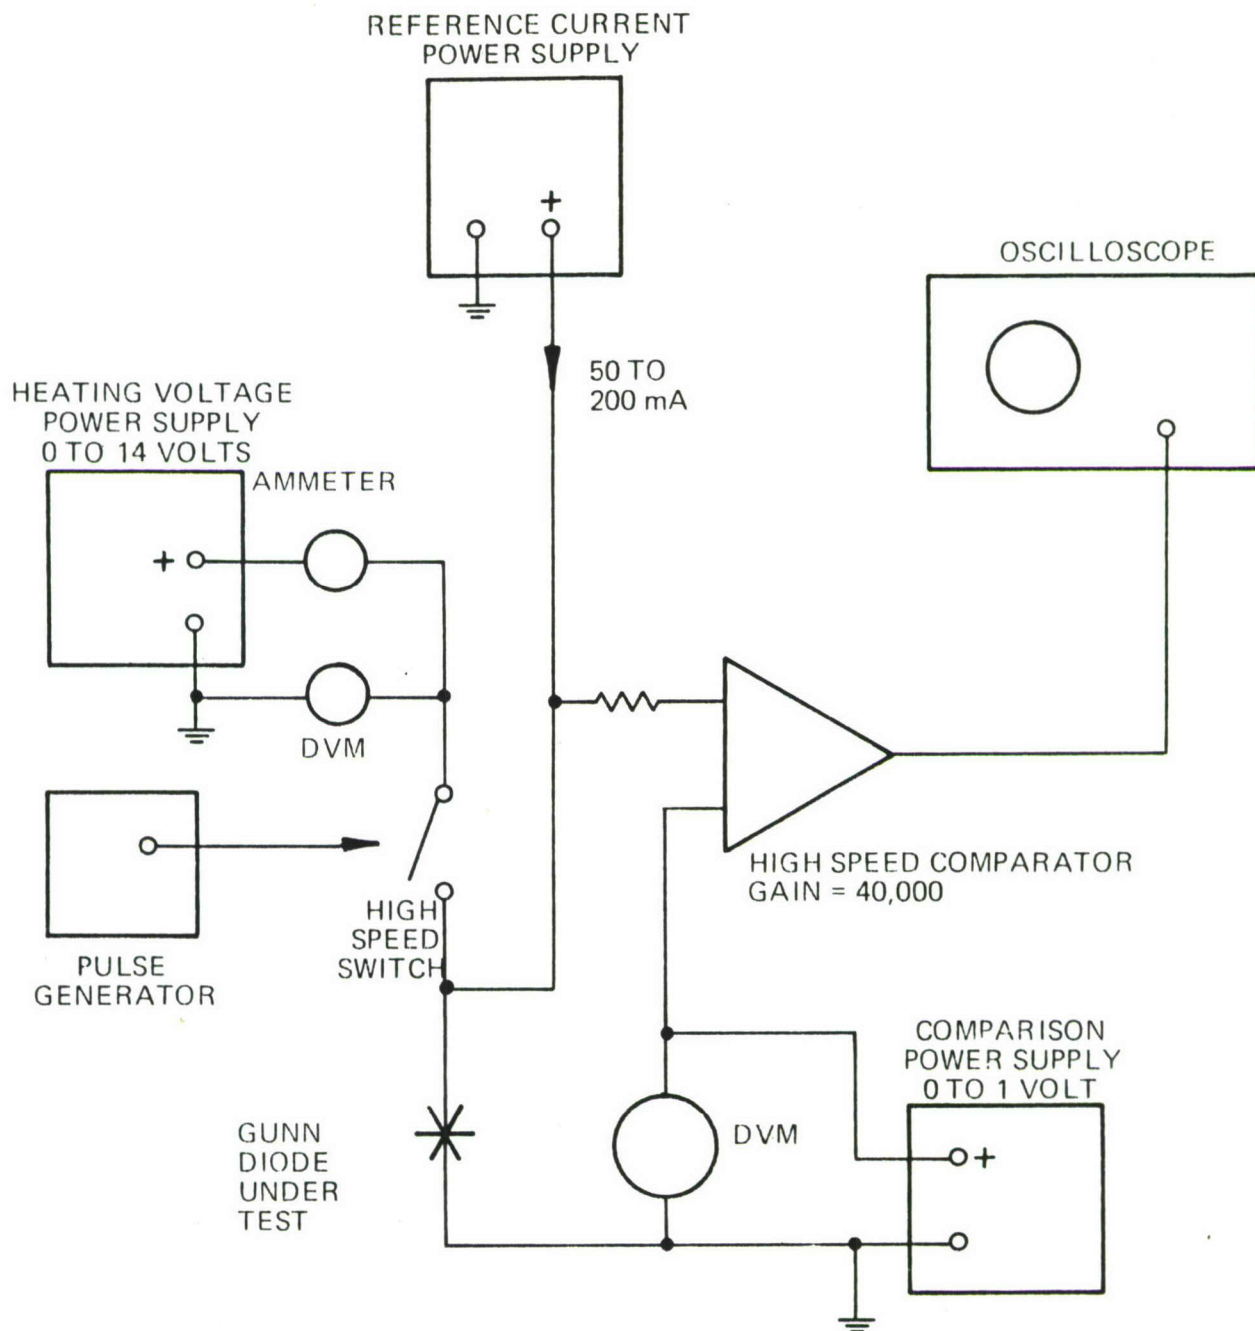 REFERENCE CURRENT
POWER SUPPLY
+
OSCILLOSCOPE
50 TO
200 mA
HEATING VOLTAGE
POWER SUPPLY
0 TO 14 VOLTS
AMMETER
+
DVM
HIGH SPEED COMPARATOR
GAIN = 40,000
HIGH
SPEED
SWITCH
PULSE
GENERATOR
COMPARISON
POWER SUPPLY
0 TO 1 VOLT
GUNN
DIODE
UNDER
TEST
DVM
+